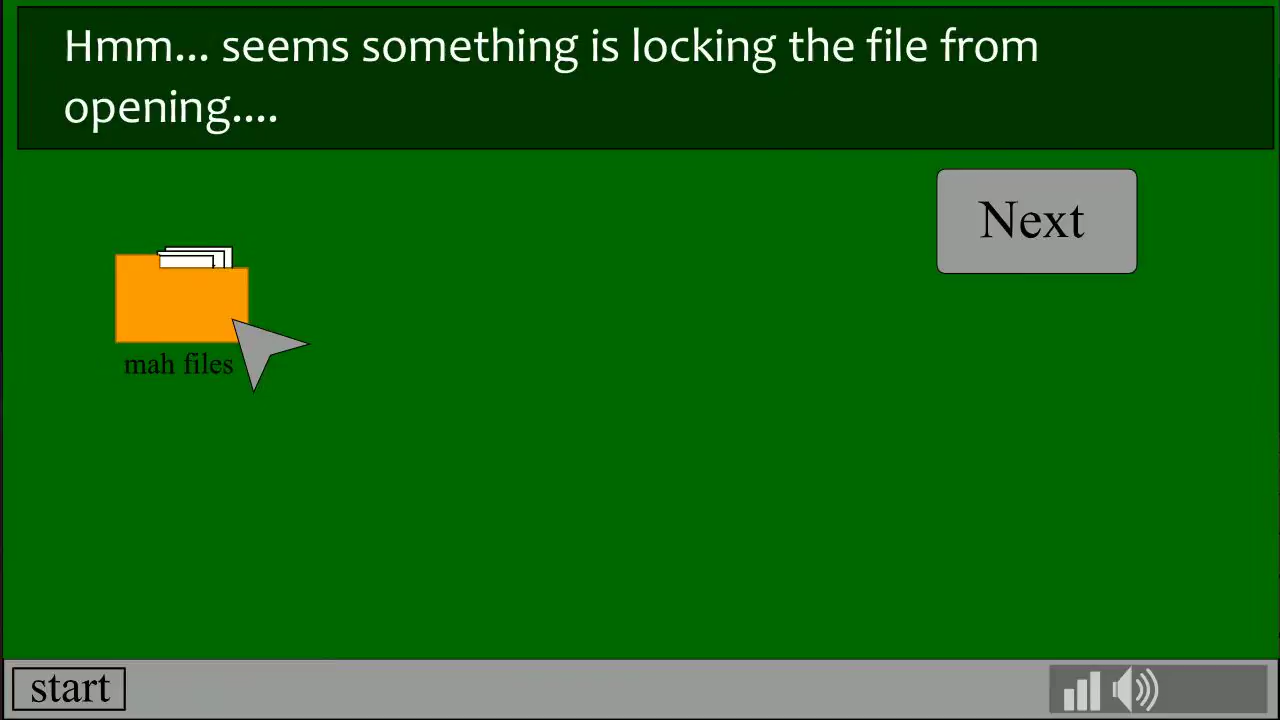 Hmm... seems something is locking the file from
opening....
Next
mah files
start